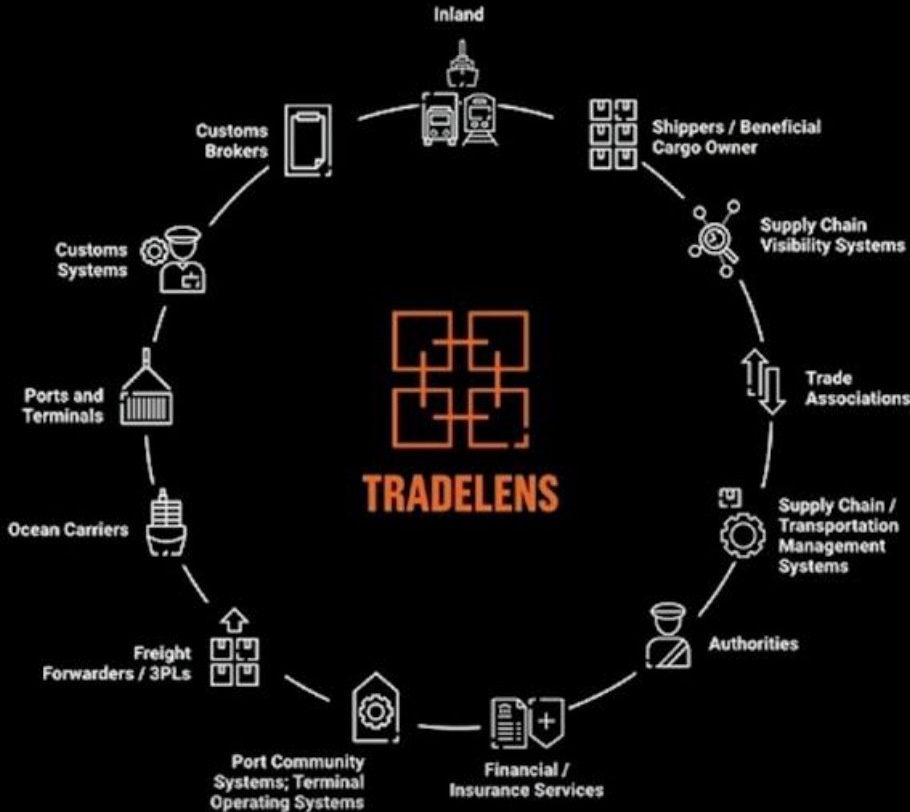 Inland
Shippers / Beneficial
Cargo Owner
Supply Chain
Visibility Systems
Trade
Associations
Supply Chain /
Transportation
Management
Systems
Authorities
Financial /
Insurance Services
Port Community
Systems; Terminal
Operating Systems
Freight
Forwarders / 3PLs
Ocean Carriers
Ports and
Terminals
Customs
Systems
Customs
Brokers
TRADELENS